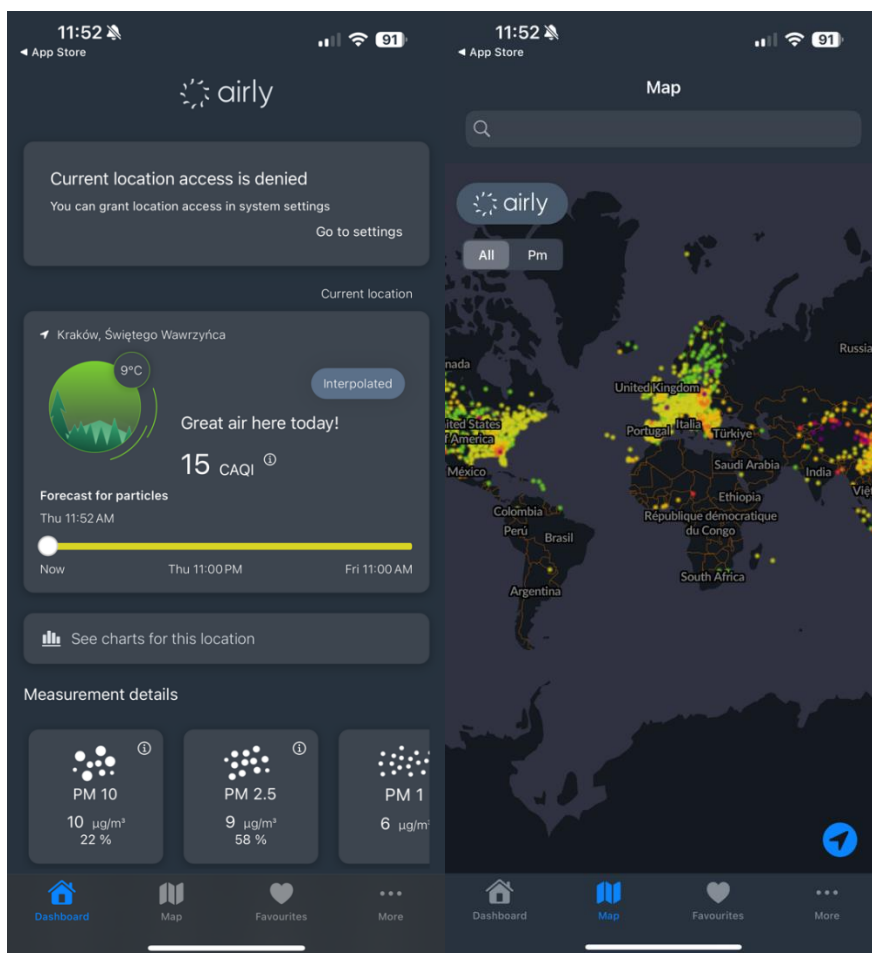 11:52
91
◄ App Store
airly
Current location access is denied
You can grant location access in system settings
Go to settings
Current location
Kraków, Świętego Wawrzyńca
9°C
Interpolated
Great air here today!
15 CAQI
Forecast for particles
Thu 11:52 AM
Now Thu 11:00 PM Fri 11:00 AM
See charts for this location
Measurement details
PM 10
10 µg/m³
22 %
PM 2.5
9 µg/m³
58 %
PM 1
6 µg/m
Dashboard Map Favourites More
11:52
91
◄ App Store
Map
airly
All Pm
Russia
nada
United Kingdom
ited States
f America
Portugal Italia Türkiye
México
Saudi Arabia India
Việ
Colombia
Ethiopia
Perú Brasil
République démocratique
du Congo
South Africa
Argentina
Dashboard Map Favourites More